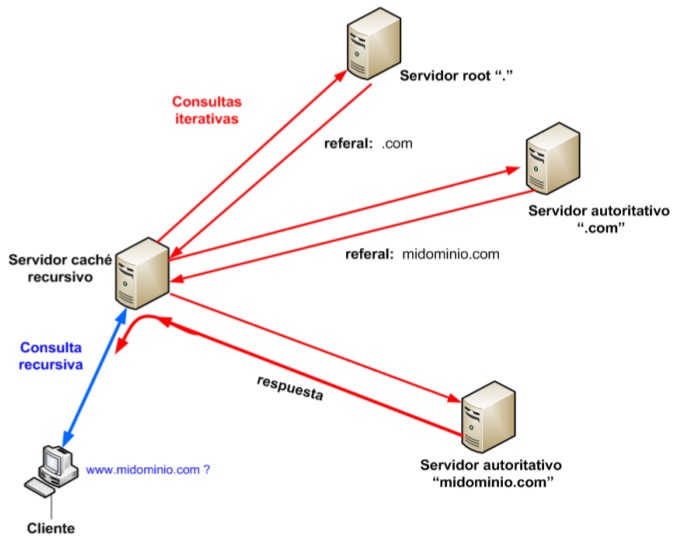 Servidor root “.”
Consultas
iterativas
referal: .com
Servidor autoritativo
“.com”
referal: midominio.com
Servidor caché
recursivo
Consulta
recursiva
respuesta
www.midominio.com ?
Servidor autoritativo
“midominio.com”
Cliente